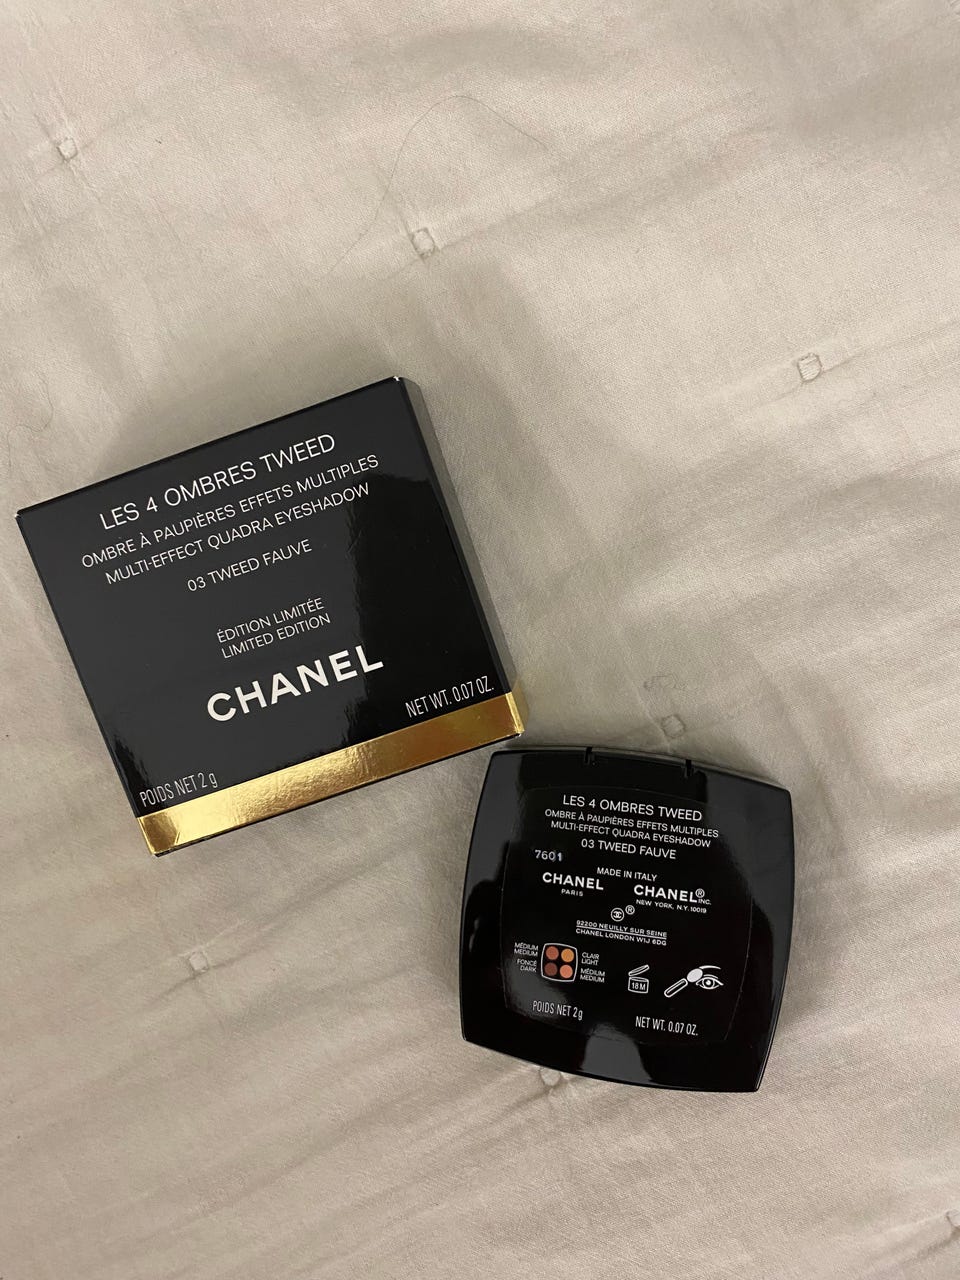 LES 4 OMBRES TWEED
OMBRE À PAUPIÈRES EFFETS MULTIPLES
MULTI-EFFECT QUADRA EYESHADOW
03 TWEED FAUVE
ÉDITION LIMITÉE
LIMITED EDITION
CHANEL
POIDS NET 2 g
NET WT. 0.07 OZ.
LES 4 OMBRES TWEED
OMBRE À PAUPIÈRES EFFETS MULTIPLES
MULTI-EFFECT QUADRA EYESHADOW
03 TWEED FAUVE
7601
MADE IN ITALY
CHANEL
PARIS
CHANEL® INC.
NEW YORK, N.Y. 10019
®
92200 NEUILLY SUR SEINE
CHANEL LONDON W1J 6DG
MÉDIUM
MEDIUM
CLAIR
LIGHT
FONCÉ
DARK
MÉDIUM
MEDIUM
18 M
POIDS NET 2 g
NET WT. 0.07 OZ.